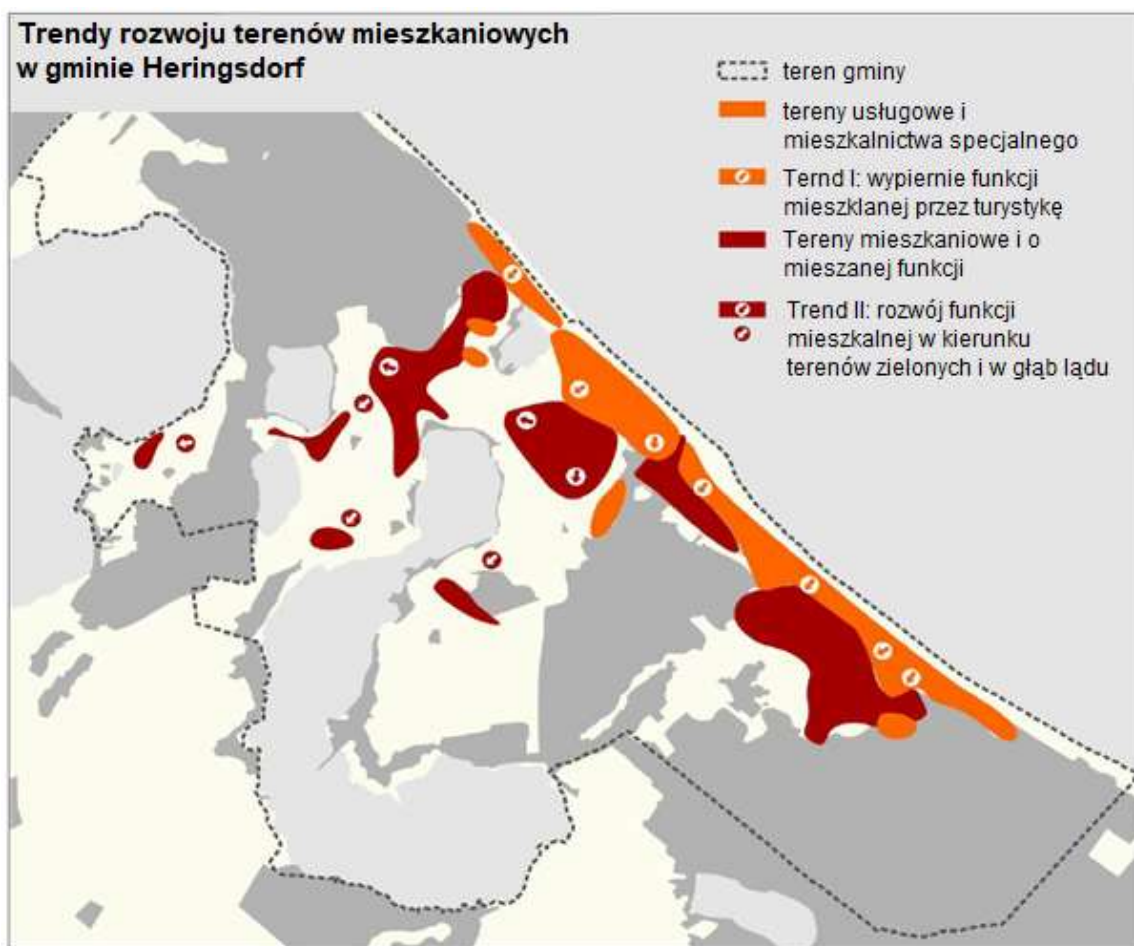 Trendy rozwoju terenów mieszkaniowych
w gminie Heringsdorf
teren gminy
tereny usługowe i
mieszkalnictwa specjalnego
Ternd I: wypiernie funkcji
mieszklanej przez turystykę
Tereny mieszkaniowe i o
mieszanej funkcji
Trend II: rozwój funkcji
mieszkalnej w kierunku
terenów zielonych i w głąb lądu